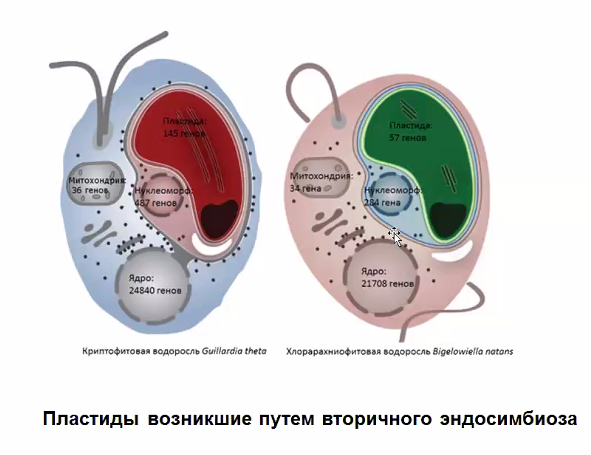 Пластида:
145 генов
Митохондрия:
36 генов
Нуклеоморф:
487 генов
Ядро:
24840 генов
Криптофитовая водоросль Guillardia theta
Пластида:
57 генов
Митохондрия:
34 гена
Нуклеоморф:
284 гена
Ядро:
21708 генов
Хлорарахниофитовая водоросль Bigelowiella natans
Пластиды возникшие путем вторичного эндосимбиоза